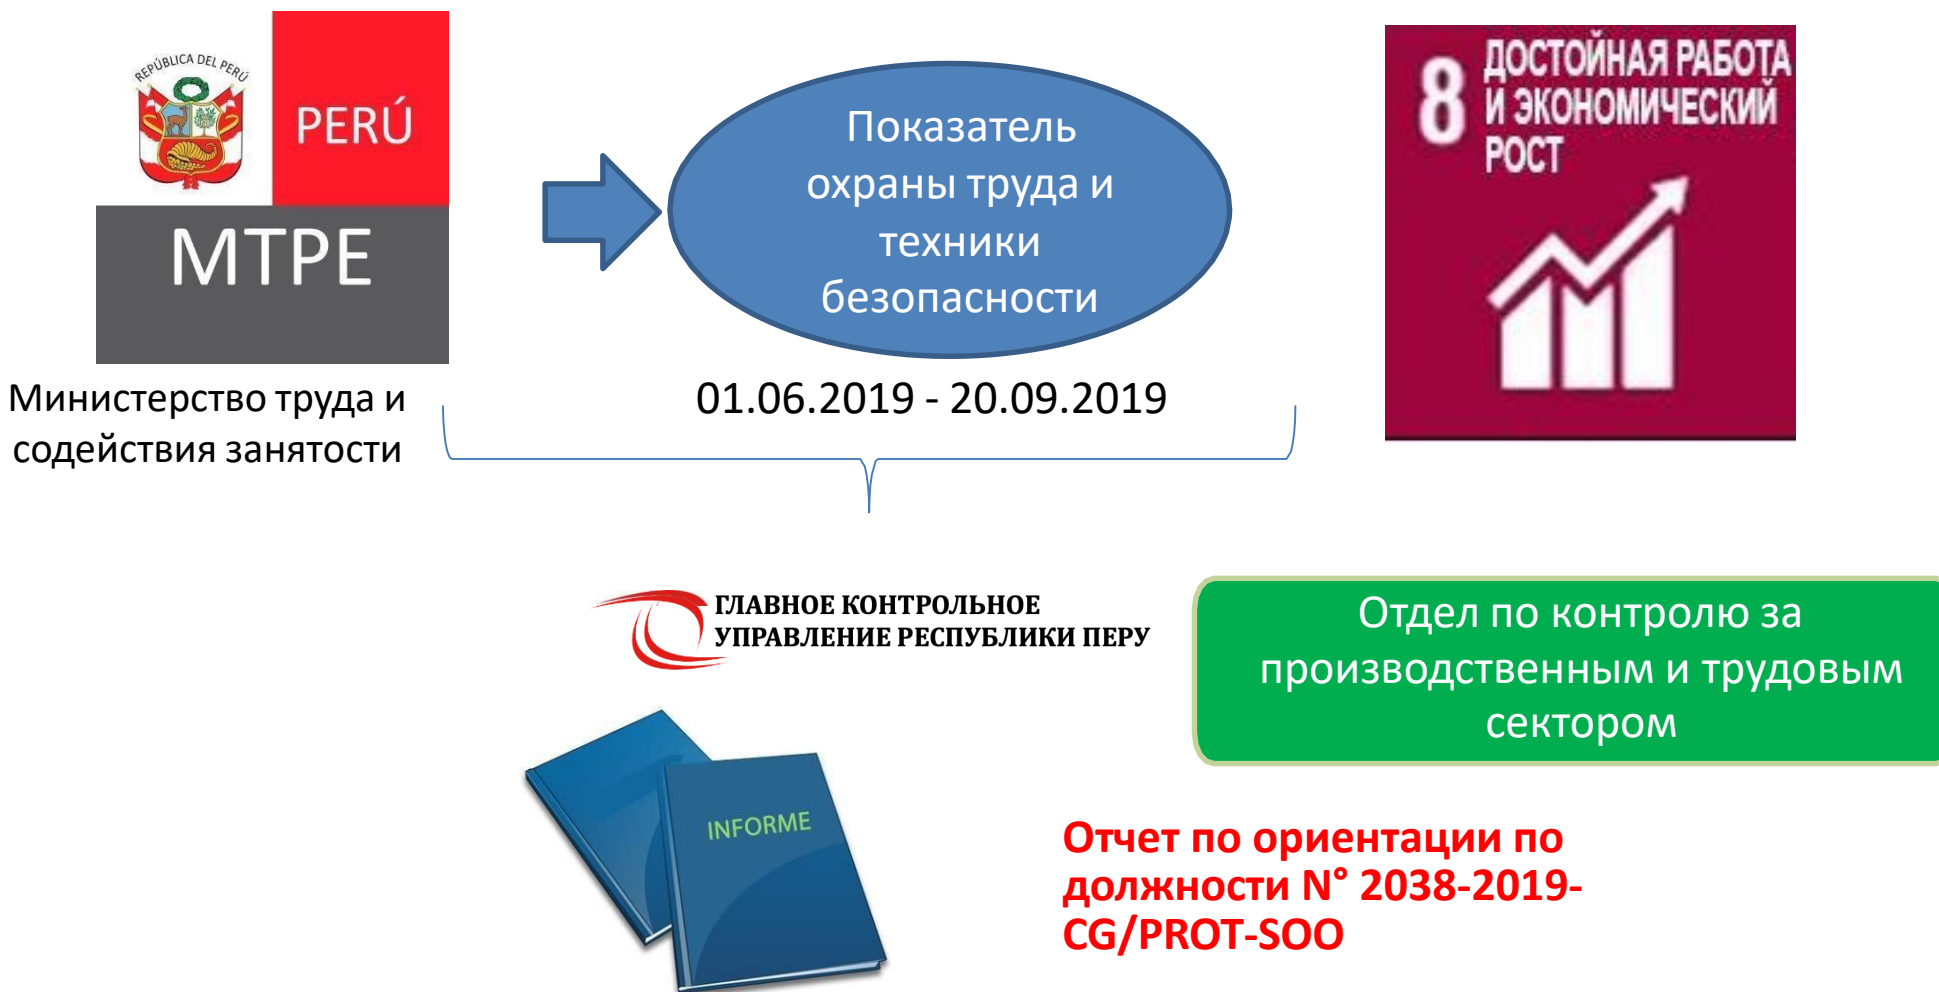 REPÚBLICA DEL PERÚ
PERÚ
MTPE
Министерство труда и
содействия занятости
Показатель
охраны труда и
техники
безопасности
01.06.2019 - 20.09.2019
8 ДОСТОЙНАЯ РАБОТА
И ЭКОНОМИЧЕСКИЙ
РОСТ
ГЛАВНОЕ КОНТРОЛЬНОЕ
УПРАВЛЕНИЕ РЕСПУБЛИКИ ПЕРУ
Отдел по контролю за
производственным и трудовым
сектором
INFORME
Отчет по ориентации по
должности N° 2038-2019-
CG/PROT-SOO